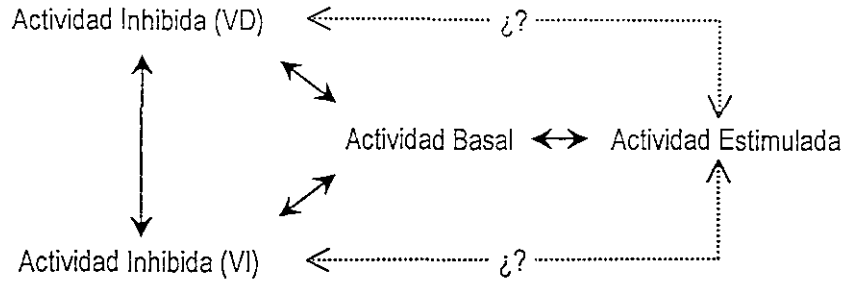 Actividad Inhibida (VD)
¿?
Actividad Basal
Actividad Estimulada
Actividad Inhibida (VI)
¿?